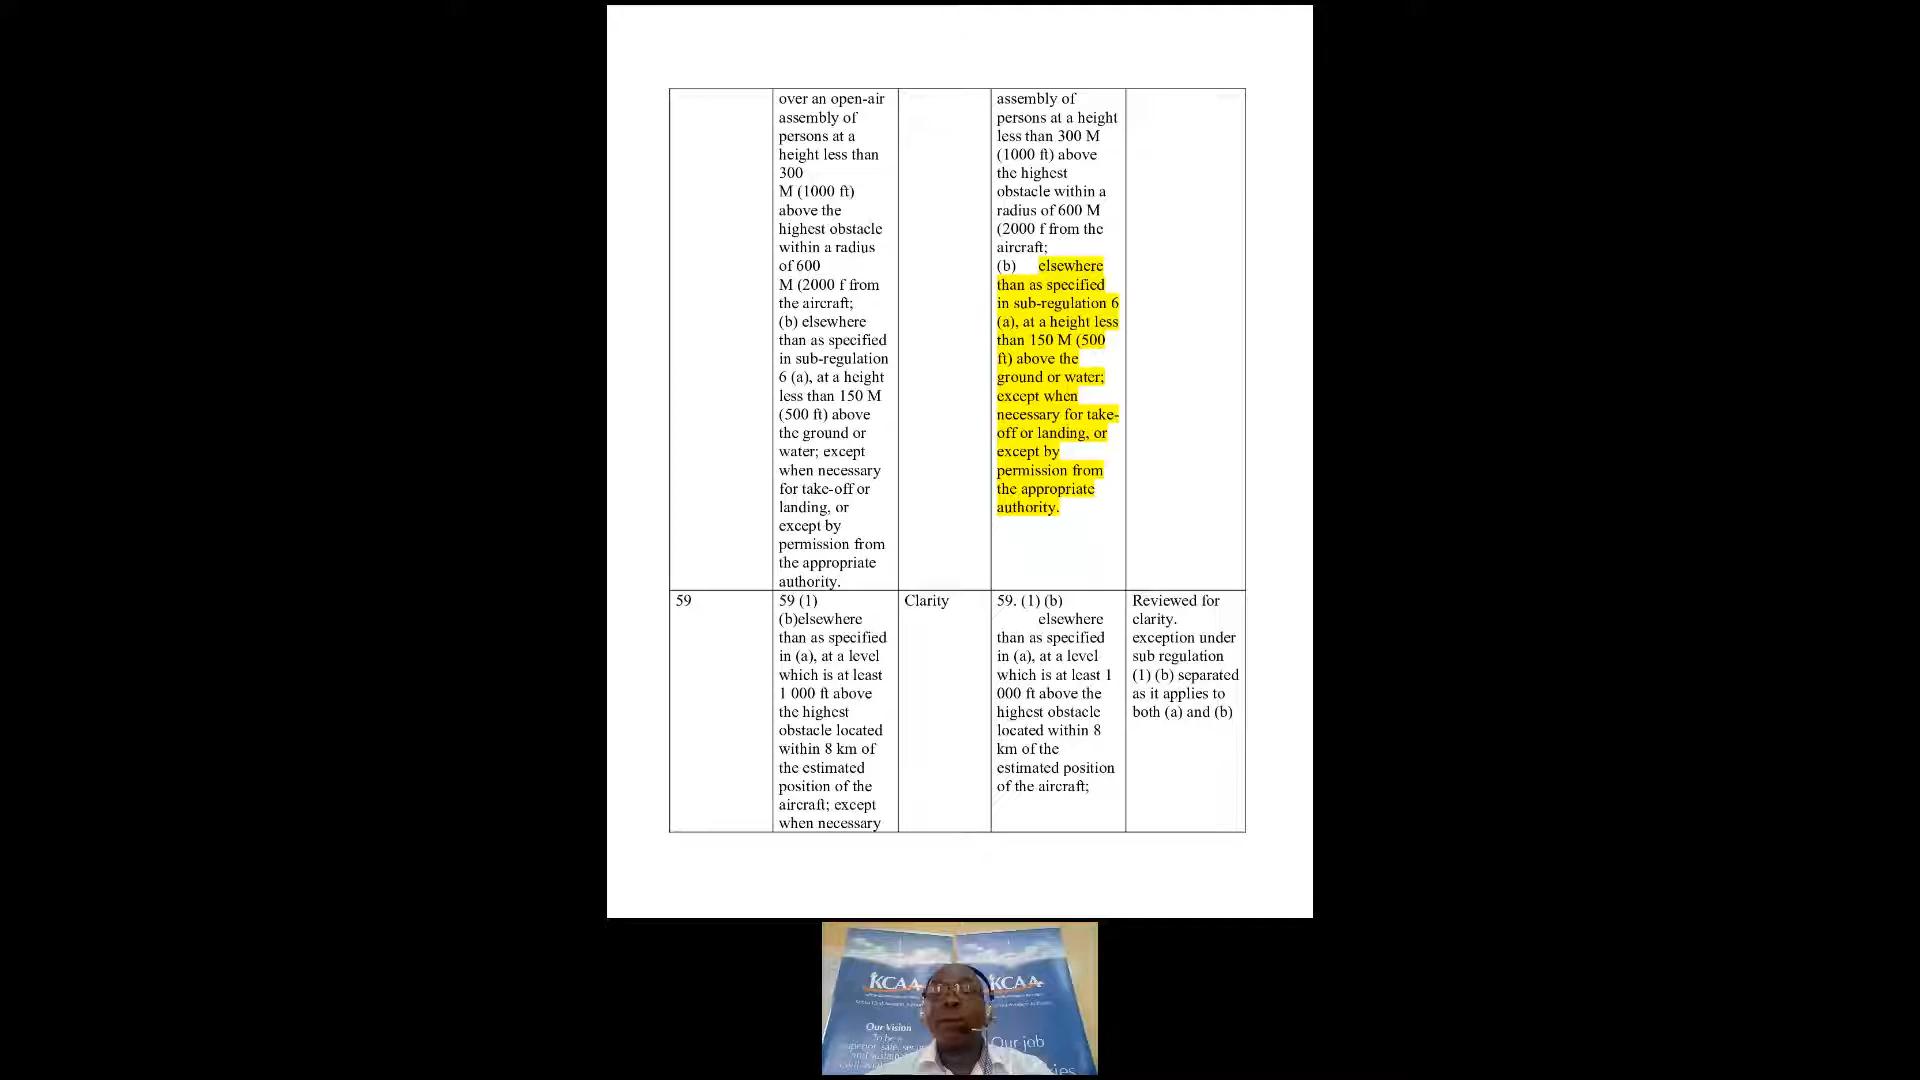 over an open-air
assembly of
persons at a
height less than
300
M (1000 ft)
above the
highest obstacle
within a radius
of 600
M (2000 f from
the aircraft;
(b) elsewhere
than as specified
in sub-regulation
6 (a), at a height
less than 150 M
(500 ft) above
the ground or
water; except
when necessary
for take-off or
landing, or
except by
permission from
the appropriate
authority.
assembly of
persons at a height
less than 300 M
(1000 ft) above
the highest
obstacle within a
radius of 600 M
(2000 f from the
aircraft;
(b) elsewhere
than as specified
in sub-regulation 6
(a), at a height less
than 150 M (500
ft) above the
ground or water;
except when
necessary for take-
off or landing, or
except by
permission from
the appropriate
authority.
59
59 (1)
(b)elsewhere
than as specified
in (a), at a level
which is at least
1 000 ft above
the highest
obstacle located
within 8 km of
the estimated
position of the
aircraft; except
when necessary
Clarity
59. (1) (b)
elsewhere
than as specified
in (a), at a level
which is at least 1
000 ft above the
highest obstacle
located within 8
km of the
estimated position
of the aircraft;
Reviewed for
clarity.
exception under
sub regulation
(1) (b) separated
as it applies to
both (a) and (b)
KCAA
KCAA
Our Vision
To be a
Our job